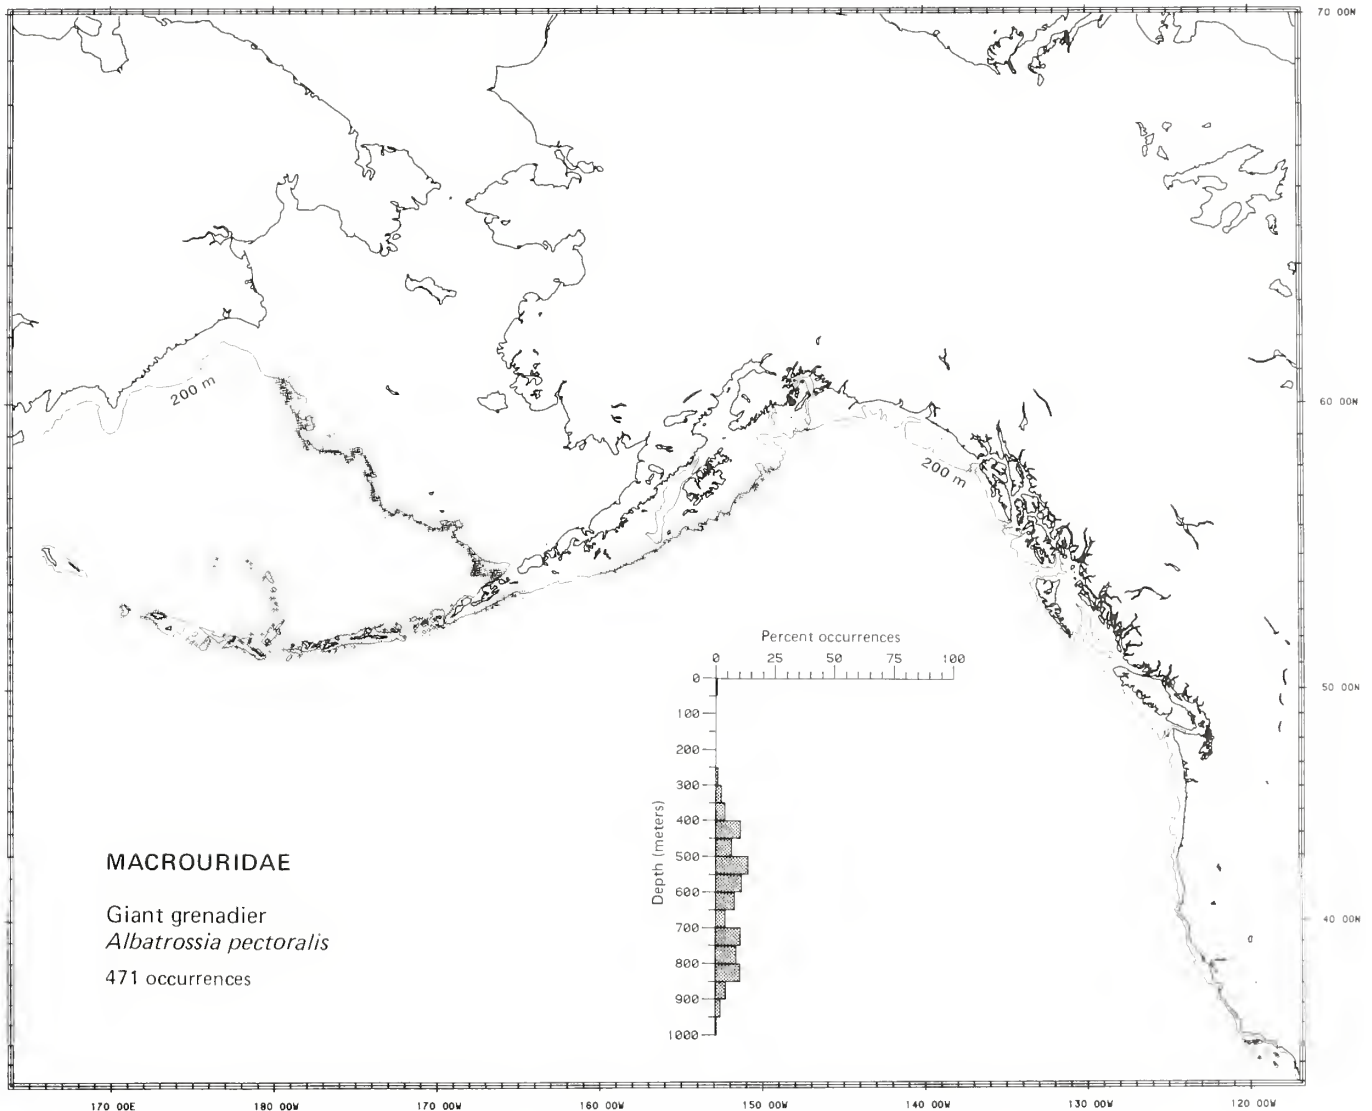 70 00N
200 m
60 00N
200 m
Percent occurrences
0 25 50 75 100
50 00N
0
100
200
300
400
500
600
700
800
900
1000
Depth (meters)
MACROURIDAE
Giant grenadier
Albatrossia pectoralis
471 occurrences
40 00N
170 00E 180 00W 170 00W 160 00W 150 00W 140 00W 130 00W 120 00W